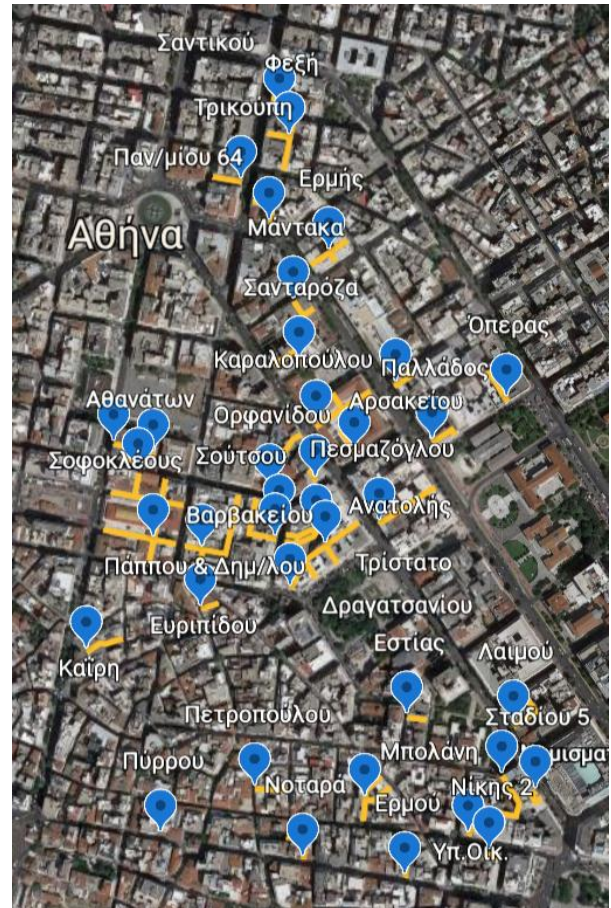 Σαντικού
Φεξή
Τρικούπη
Παν/μίου 64
Ερμής
Μάντακα
Αθήνα
Σανταρόζα
Όπερας
Καραλοπούλου
Παλλάδος
Αθανάτων
Ορφανίδου
Αρσακείου
Σοφοκλέους
Σούτσου
Πεσμαζόγλου
Βαρβακείου
Ανατολής
Πάππου & Δημ/λου
Τρίστατο
Ευριπίδου
Δραγατσανίου
Εστίας
Λαιμού
Καΐρη
Πετροπούλου
Σταδίου 5
Πύρρου
Μπολάνη
Νοταρά
Ερμού
Νίκης 2
Υπ.Οικ.